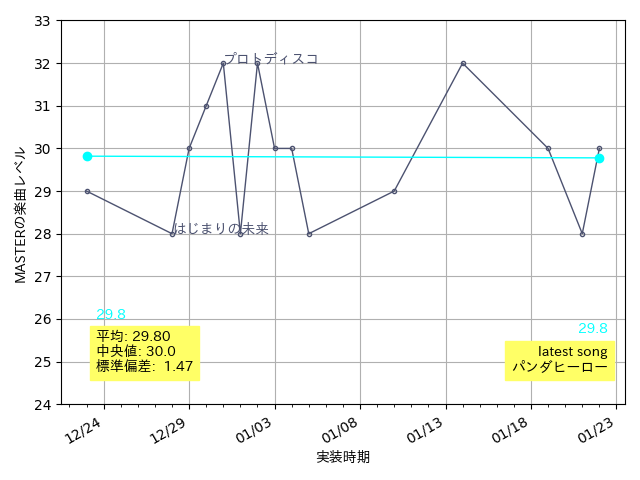 33
32
31
30
29
28
27
26
25
24
MASTERの楽曲レベル
プロトディスコ
はじまりの未来
29.8
平均: 29.80
中央値: 30.0
標準偏差: 1.47
29.8
latest song
パンダヒーロー
12/24
12/29
01/03
01/08
01/13
01/18
01/23
実装時期